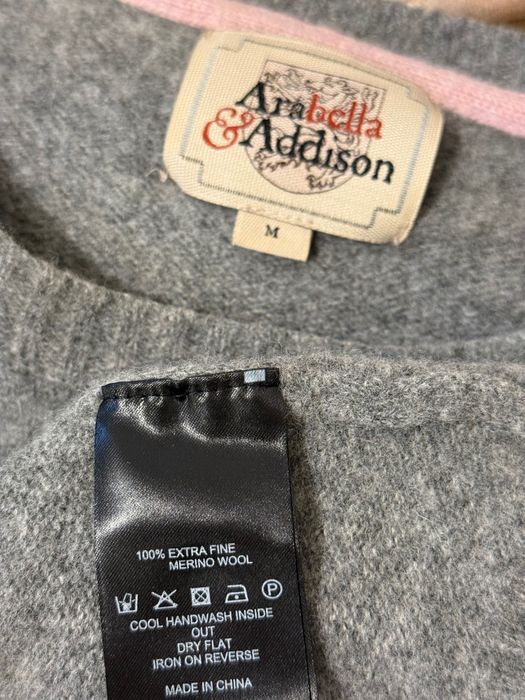 Arabella
& Addison
M
100% EXTRA FINE
MERINO WOOL
P
COOL HANDWASH INSIDE
OUT
DRY FLAT
IRON ON REVERSE
MADE IN CHINA